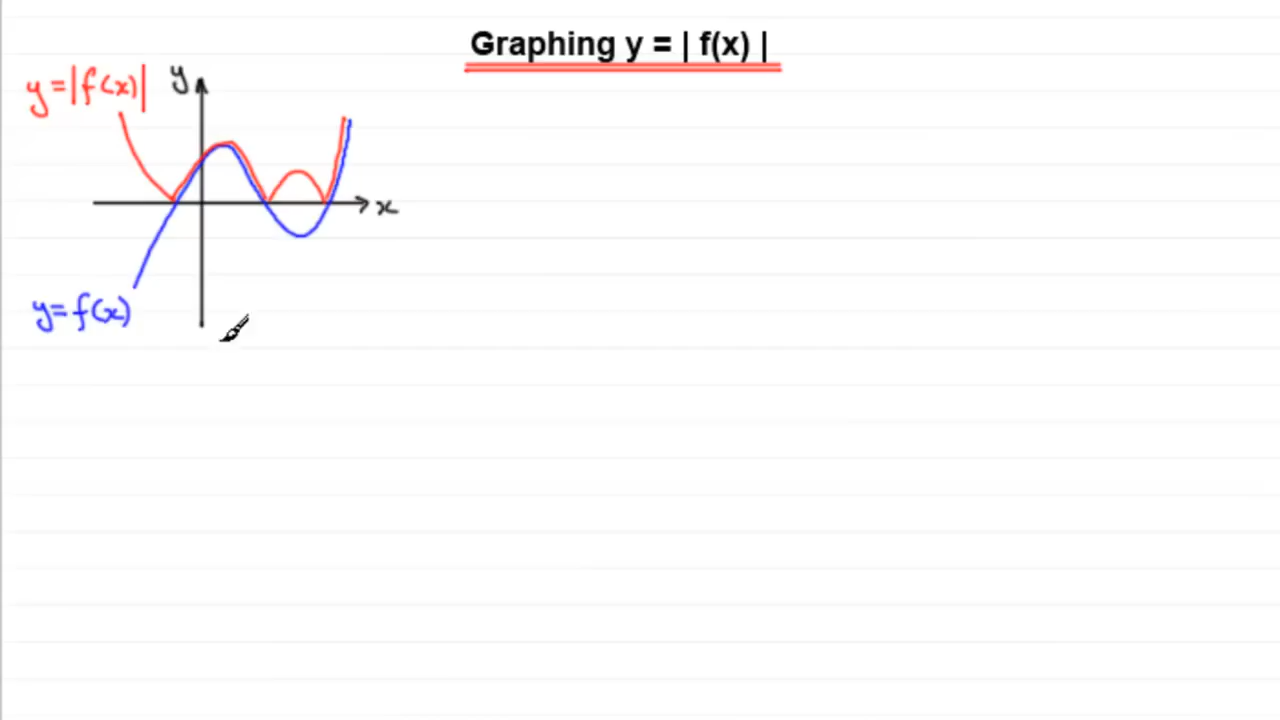 Graphing y = | f(x) |
y=|f(x)|
y
x
y=f(x)